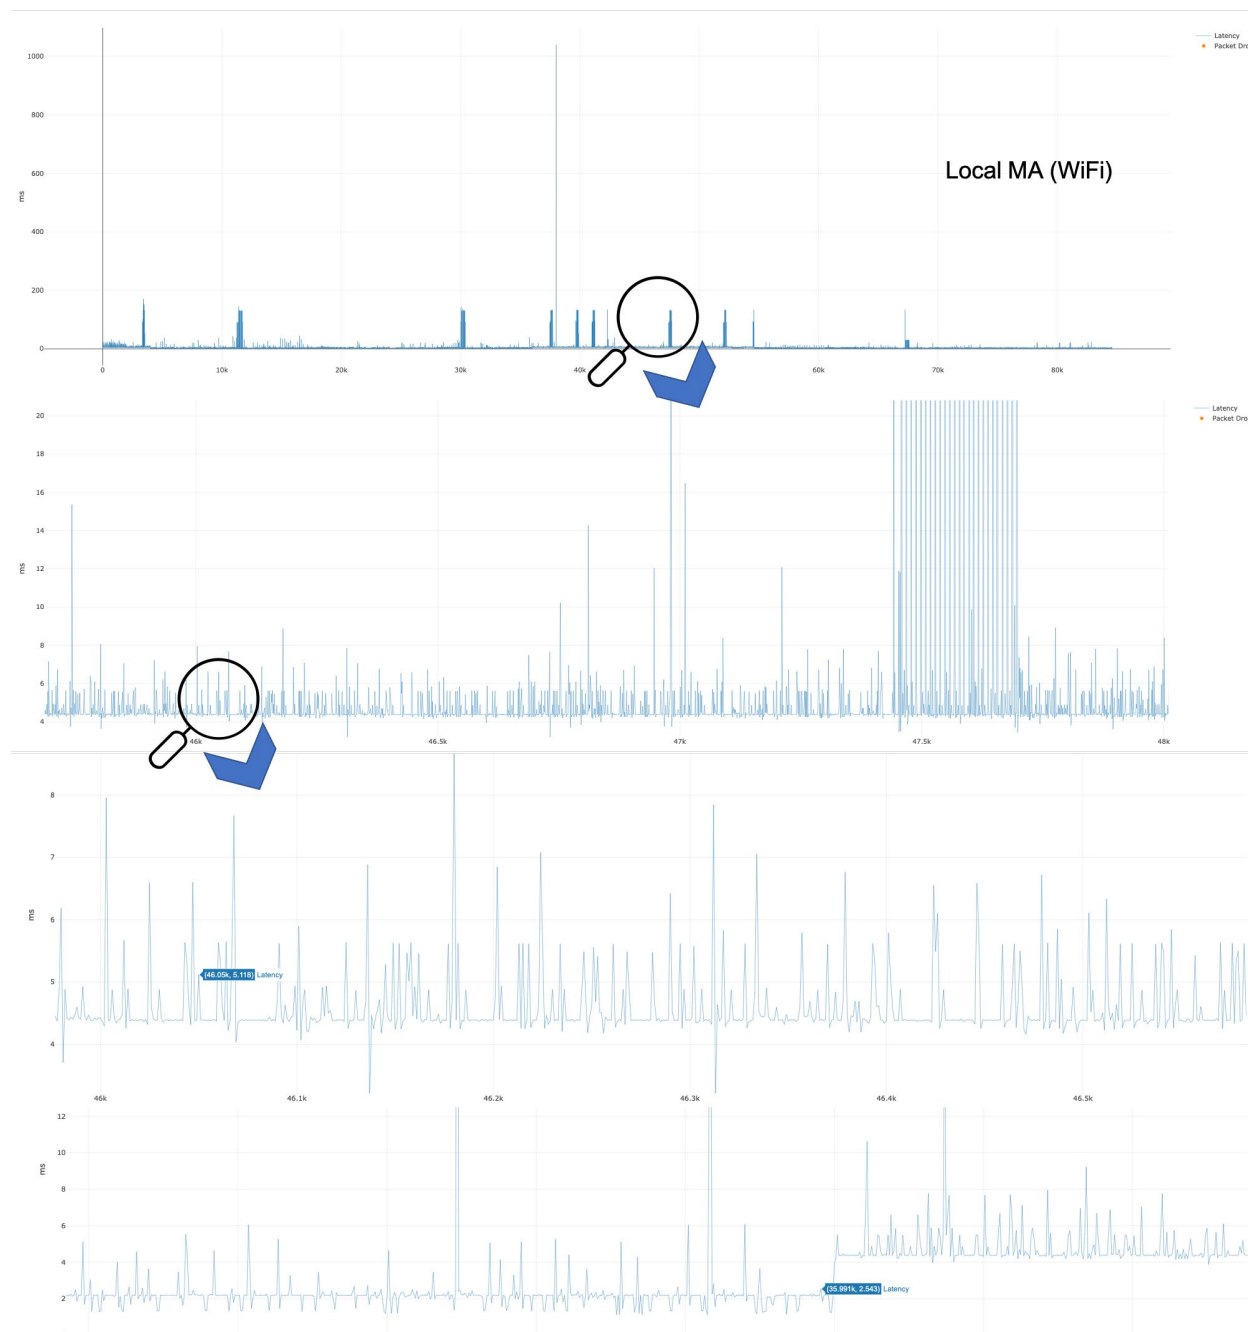 Latency
Packet Dro
1000
800
600
400
200
0
ms
Local MA (WiFi)
0
10k
20k
30k
40k
60k
70k
80k
Latency
Packet Dro
20
18
16
14
12
10
8
6
4
ms
46k
46.5k
47k
47.5k
48k
8
7
6
5
4
ms
(46.05k, 5.118) Latency
46k
46.1k
46.2k
46.3k
46.4k
46.5k
12
10
8
6
4
2
ms
(35.991k, 2.543) Latency